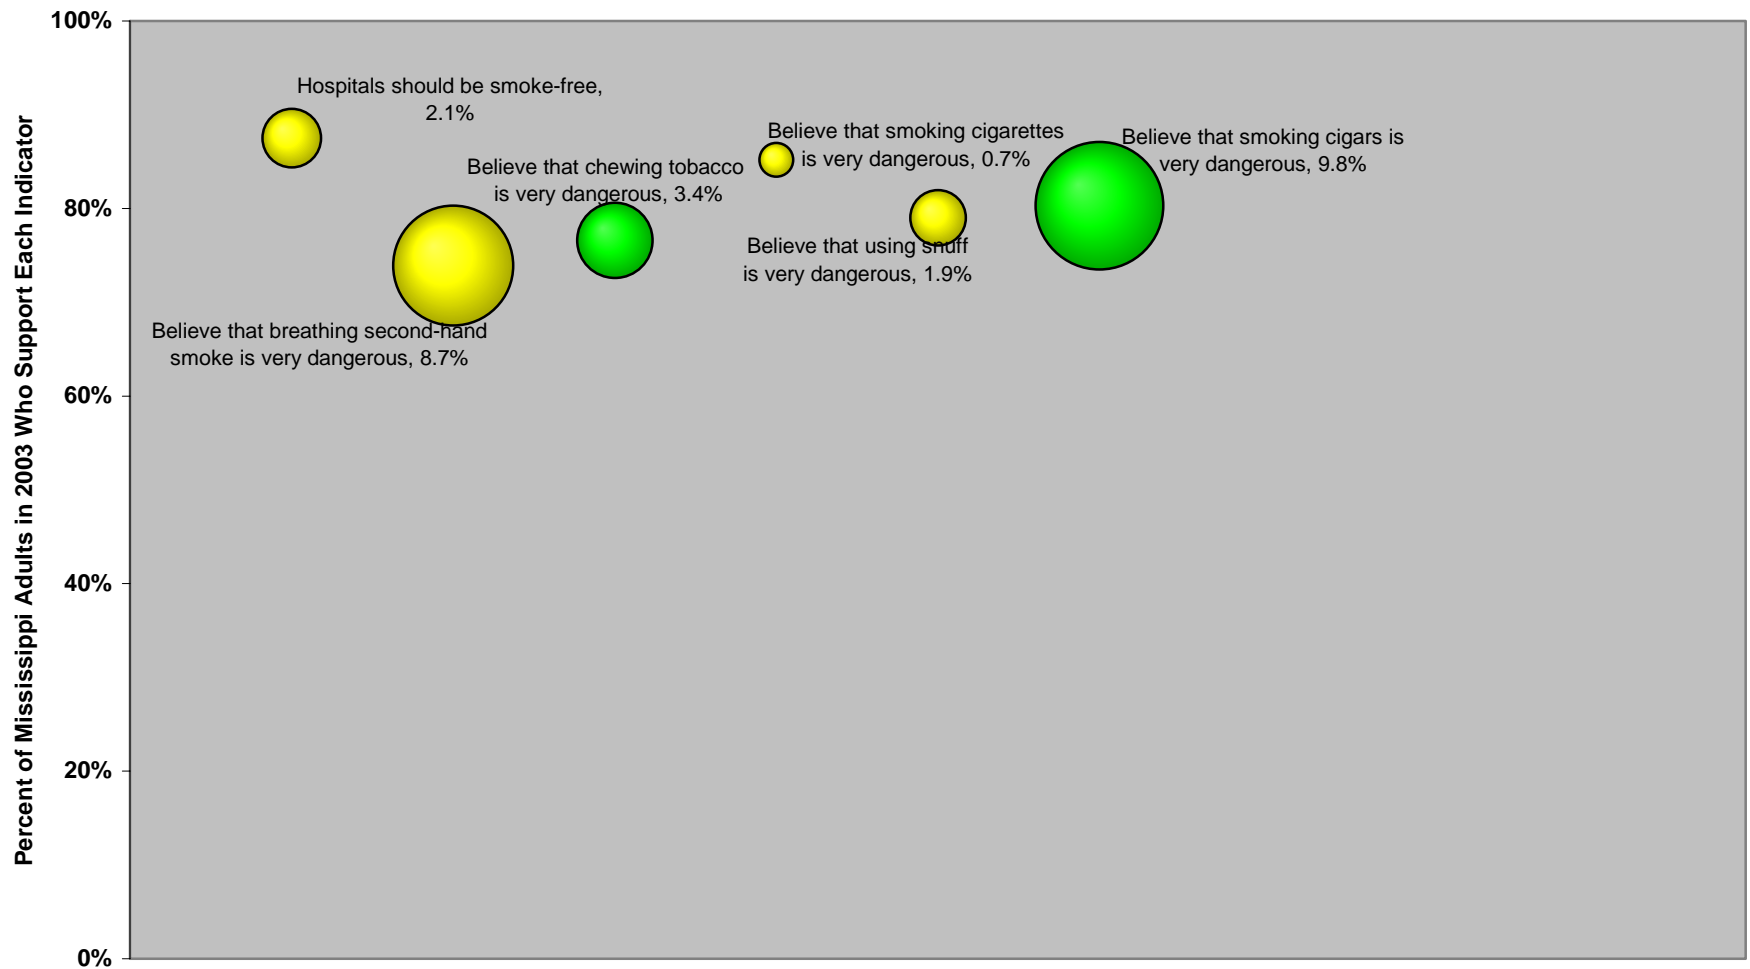 100%
80%
60%
40%
20%
0%
Percent of Mississippi Adults in 2003 Who Support Each Indicator
Hospitals should be smoke-free,
2.1%
Believe that breathing second-hand
smoke is very dangerous, 8.7%
Believe that chewing tobacco
is very dangerous, 3.4%
Believe that smoking cigarettes
is very dangerous, 0.7%
Believe that using snuff
is very dangerous, 1.9%
Believe that smoking cigars is
very dangerous, 9.8%